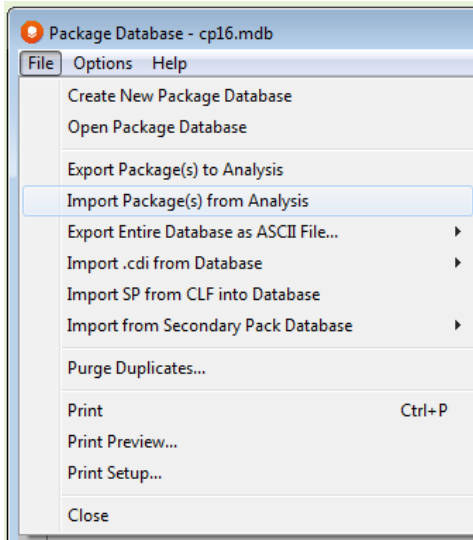 Package Database - cp16.mdb
File Options Help
Create New Package Database
Open Package Database
Export Package(s) to Analysis
Import Package(s) from Analysis
Export Entire Database as ASCII File...
Import .cdi from Database
Import SP from CLF into Database
Import from Secondary Pack Database
Purge Duplicates...
Print Ctrl+P
Print Preview...
Print Setup...
Close